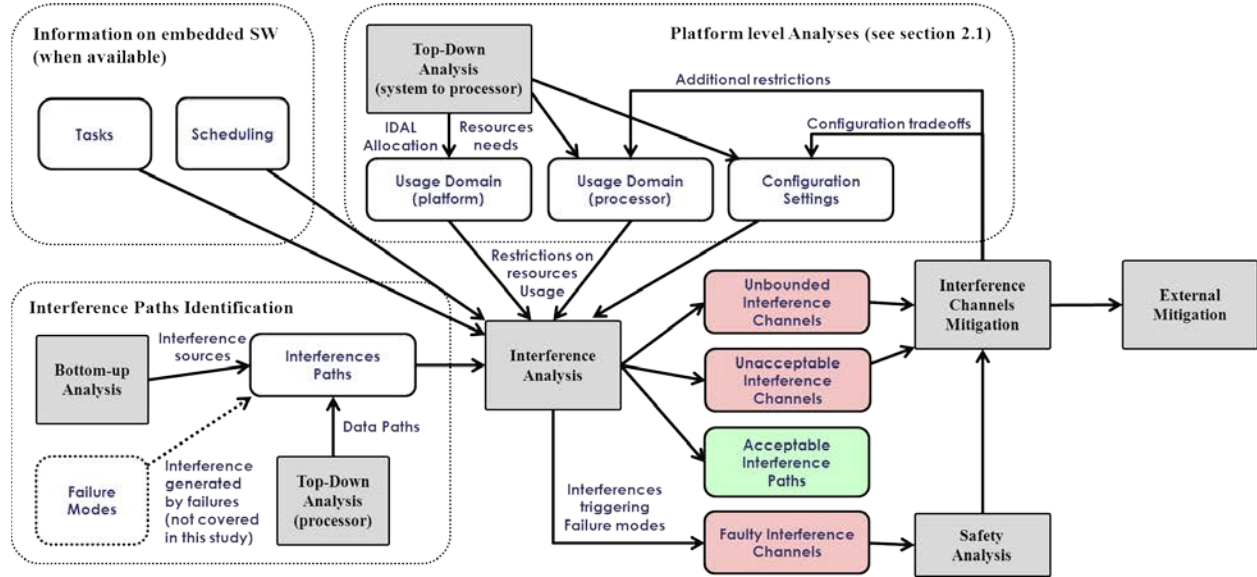 Information on embedded SW
(when available)
Tasks
Scheduling
Platform level Analyses (see section 2.1)
Top-Down
Analysis
(system to processor)
Additional restrictions
Configuration tradeoffs
IDAL
Allocation
Resources
needs
Usage Domain
(platform)
Usage Domain
(processor)
Configuration
Settings
Restrictions on
resources
Usage
Interference Paths Identification
Bottom-up
Analysis
Interference
sources
Interferences
Paths
Data Paths
Failure
Modes
Interference
generated
by failures
(not covered
in this study)
Top-Down
Analysis
(processor)
Interference
Analysis
Unbounded
Interference
Channels
Unacceptable
Interference
Channels
Acceptable
Interference
Paths
Interferences
triggering
Failure modes
Faulty Interference
Channels
Interference
Channels
Mitigation
External
Mitigation
Safety
Analysis